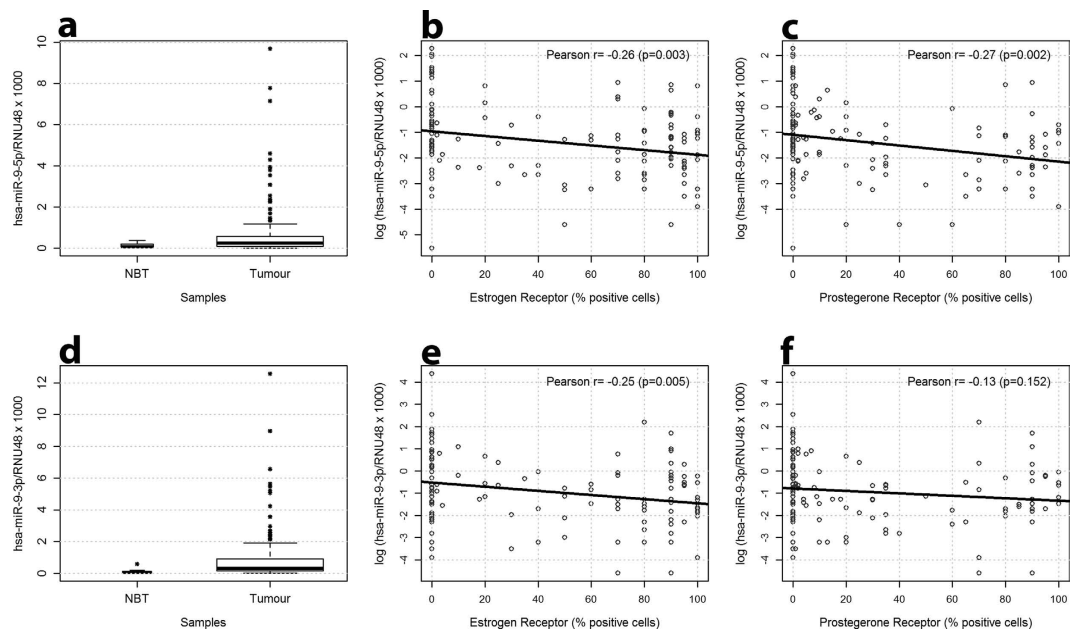 a
hsa-miR-9-5p/RNU48 x 1000
10
8
6
4
2
0
NBT Tumour
Samples
b
log (hsa-miR-9-5p/RNU48 x 1000)
2
1
0
-1
-2
-3
-4
-5
Pearson r= -0.26 (p=0.003)
0 20 40 60 80 100
Estrogen Receptor (% positive cells)
c
log (hsa-miR-9-5p/RNU48 x 1000)
2
1
0
-1
-2
-4
Pearson r= -0.27 (p=0.002)
0 20 40 60 80 100
Prostegerone Receptor (% positive cells)
d
hsa-miR-9-3p/RNU48 x 1000
12
10
8
6
4
2
0
NBT Tumour
Samples
e
log (hsa-miR-9-3p/RNU48 x 1000)
4
3
2
1
0
-1
-2
-3
-4
Pearson r= -0.25 (p=0.005)
0 20 40 60 80 100
Estrogen Receptor (% positive cells)
f
log (hsa-miR-9-3p/RNU48 x 1000)
4
3
2
1
0
-1
-2
-3
-4
Pearson r= -0.13 (p=0.152)
0 20 40 60 80 100
Prostegerone Receptor (% positive cells)